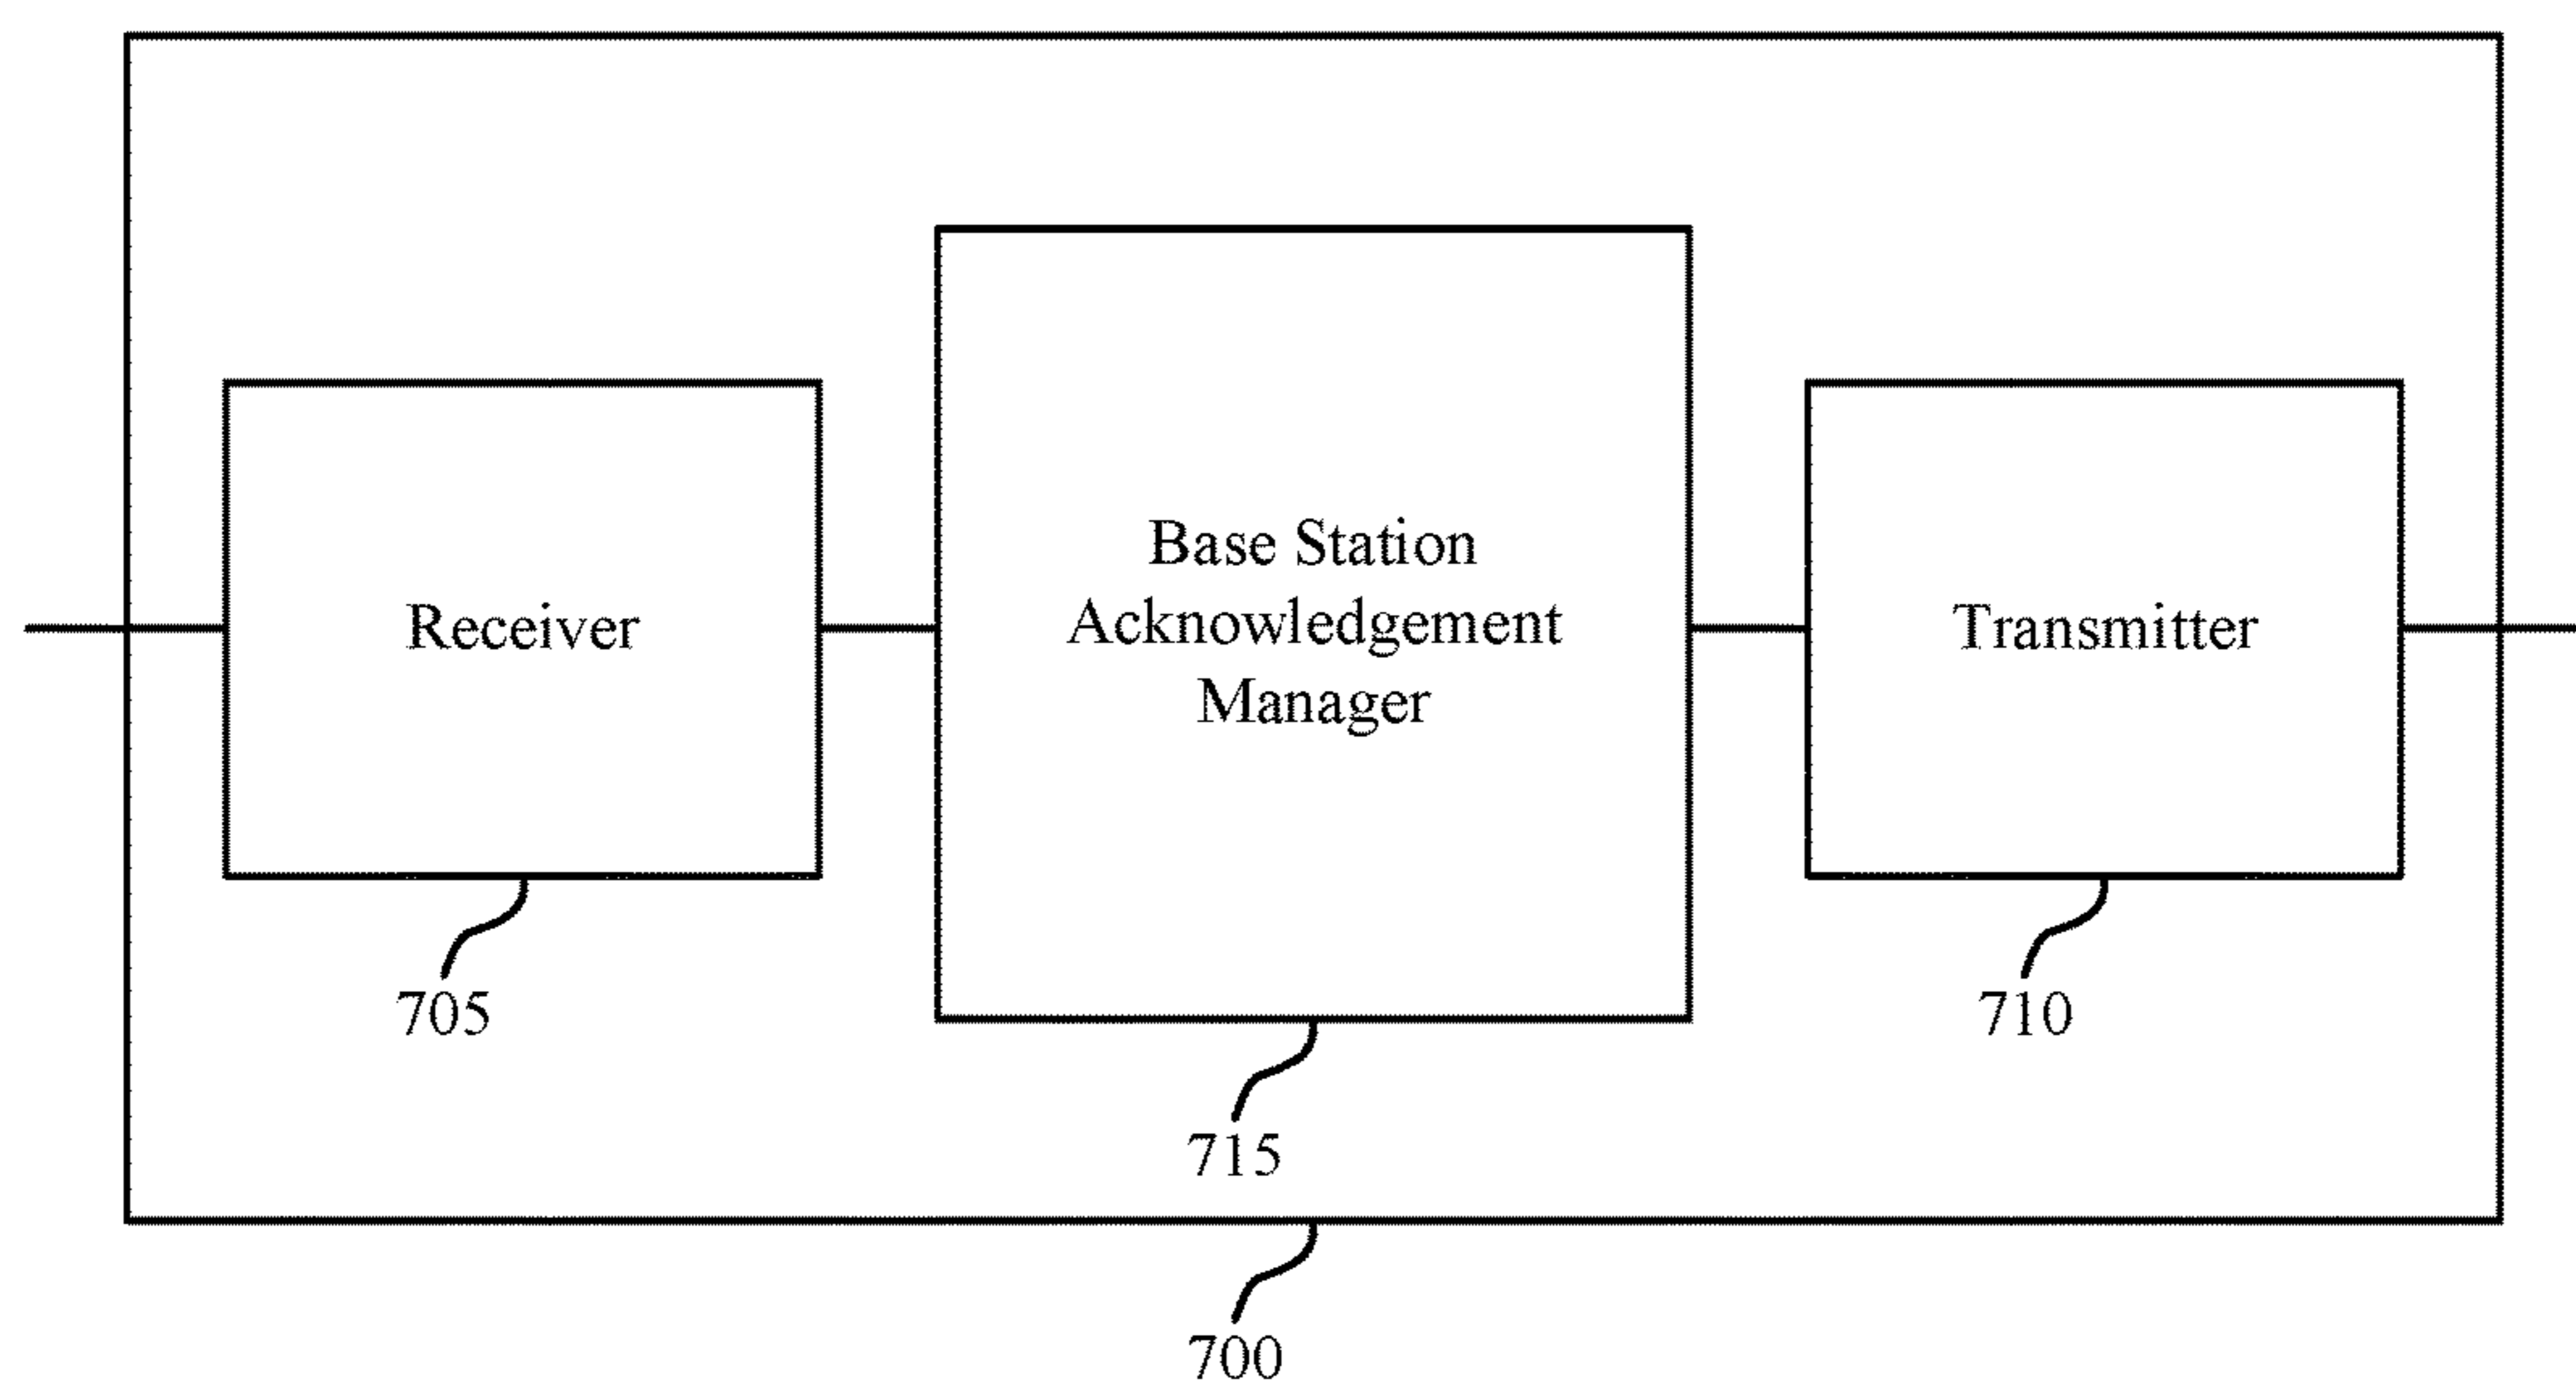 Receiver
Base Station
Acknowledgement
Manager
Transmitter
705
710
715
700